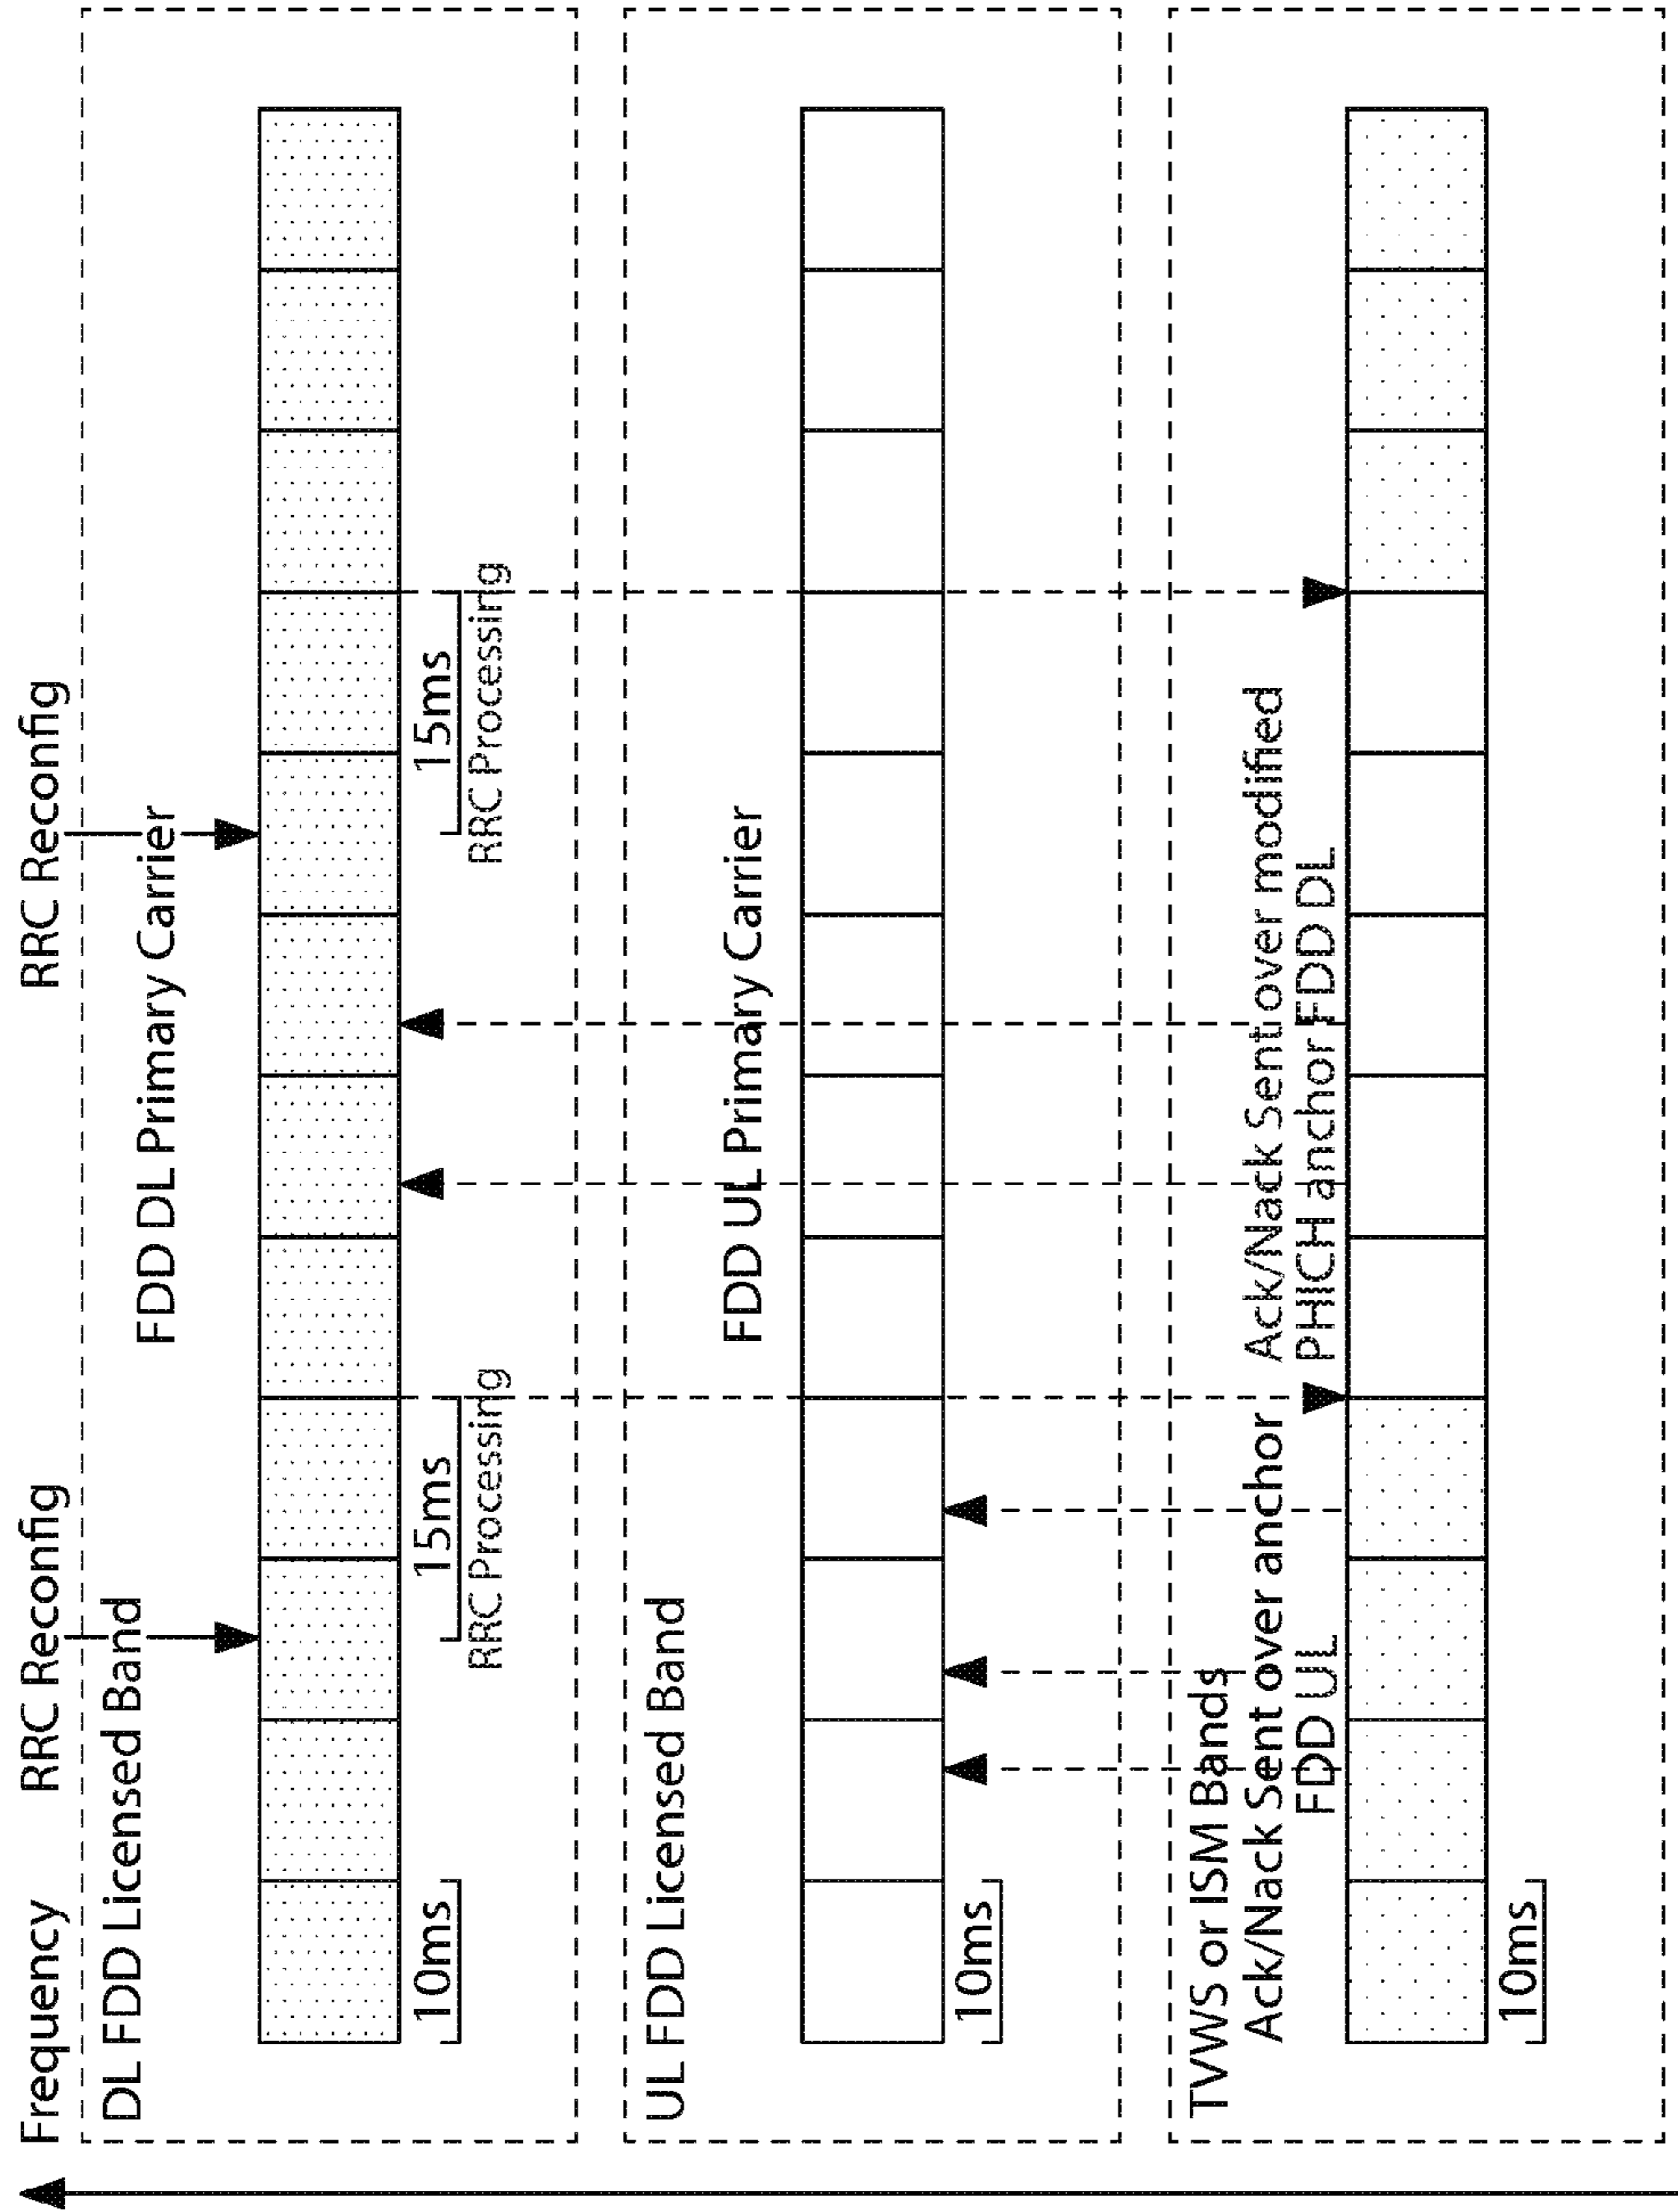 Frequency
RRC Reconfig
RRC Reconfig
DL FDD Licensed Band
FDD DL Primary Carrier
10ms
15ms
RRC Processing
15ms
RRC Processing
UL FDD Licensed Band
FDD UL Primary Carrier
10ms
TVWS or ISM Bands
Ack/Nack Sent over anchor
FDD UL
Ack/Nack Sent over modified
PHICH anchor FDD DL
10ms